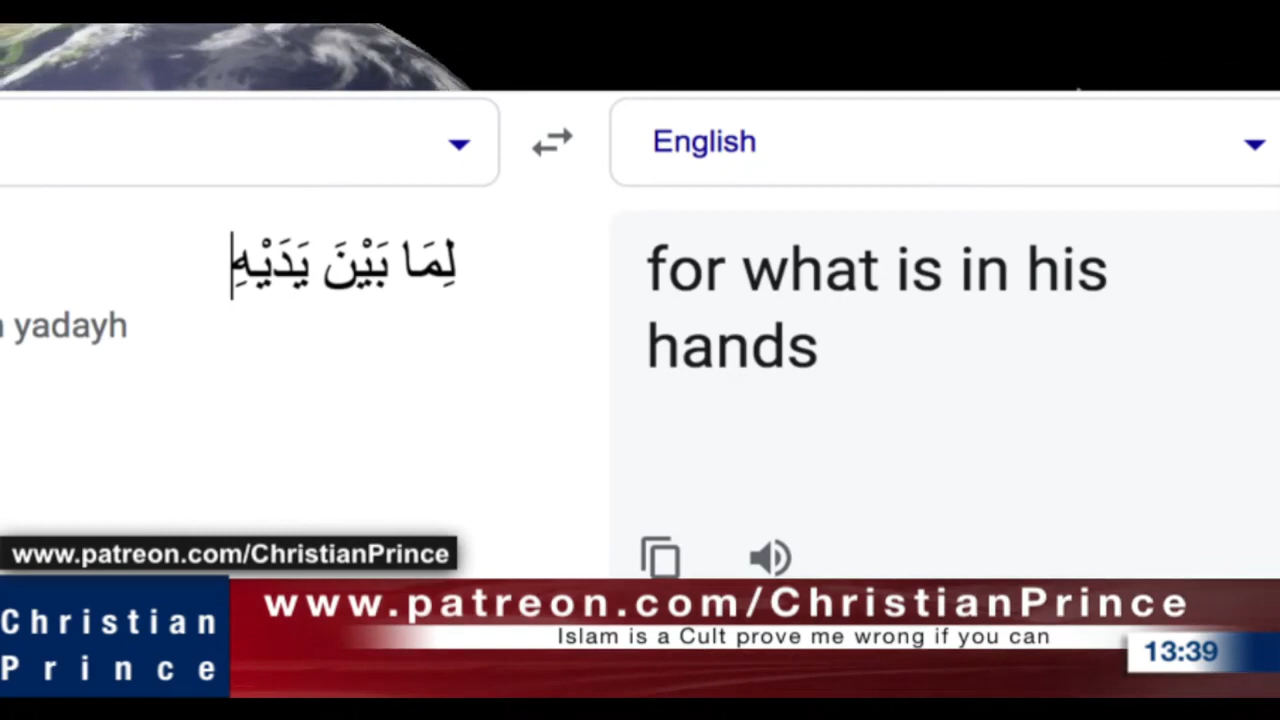 English
لِمَا بَيْنَ يَدَيْهِ
for what is in his
hands
yadayh
www.patreon.com/ChristianPrince
www.patreon.com/ChristianPrince
Christian
Prince
Islam is a Cult prove me wrong if you can
13:39